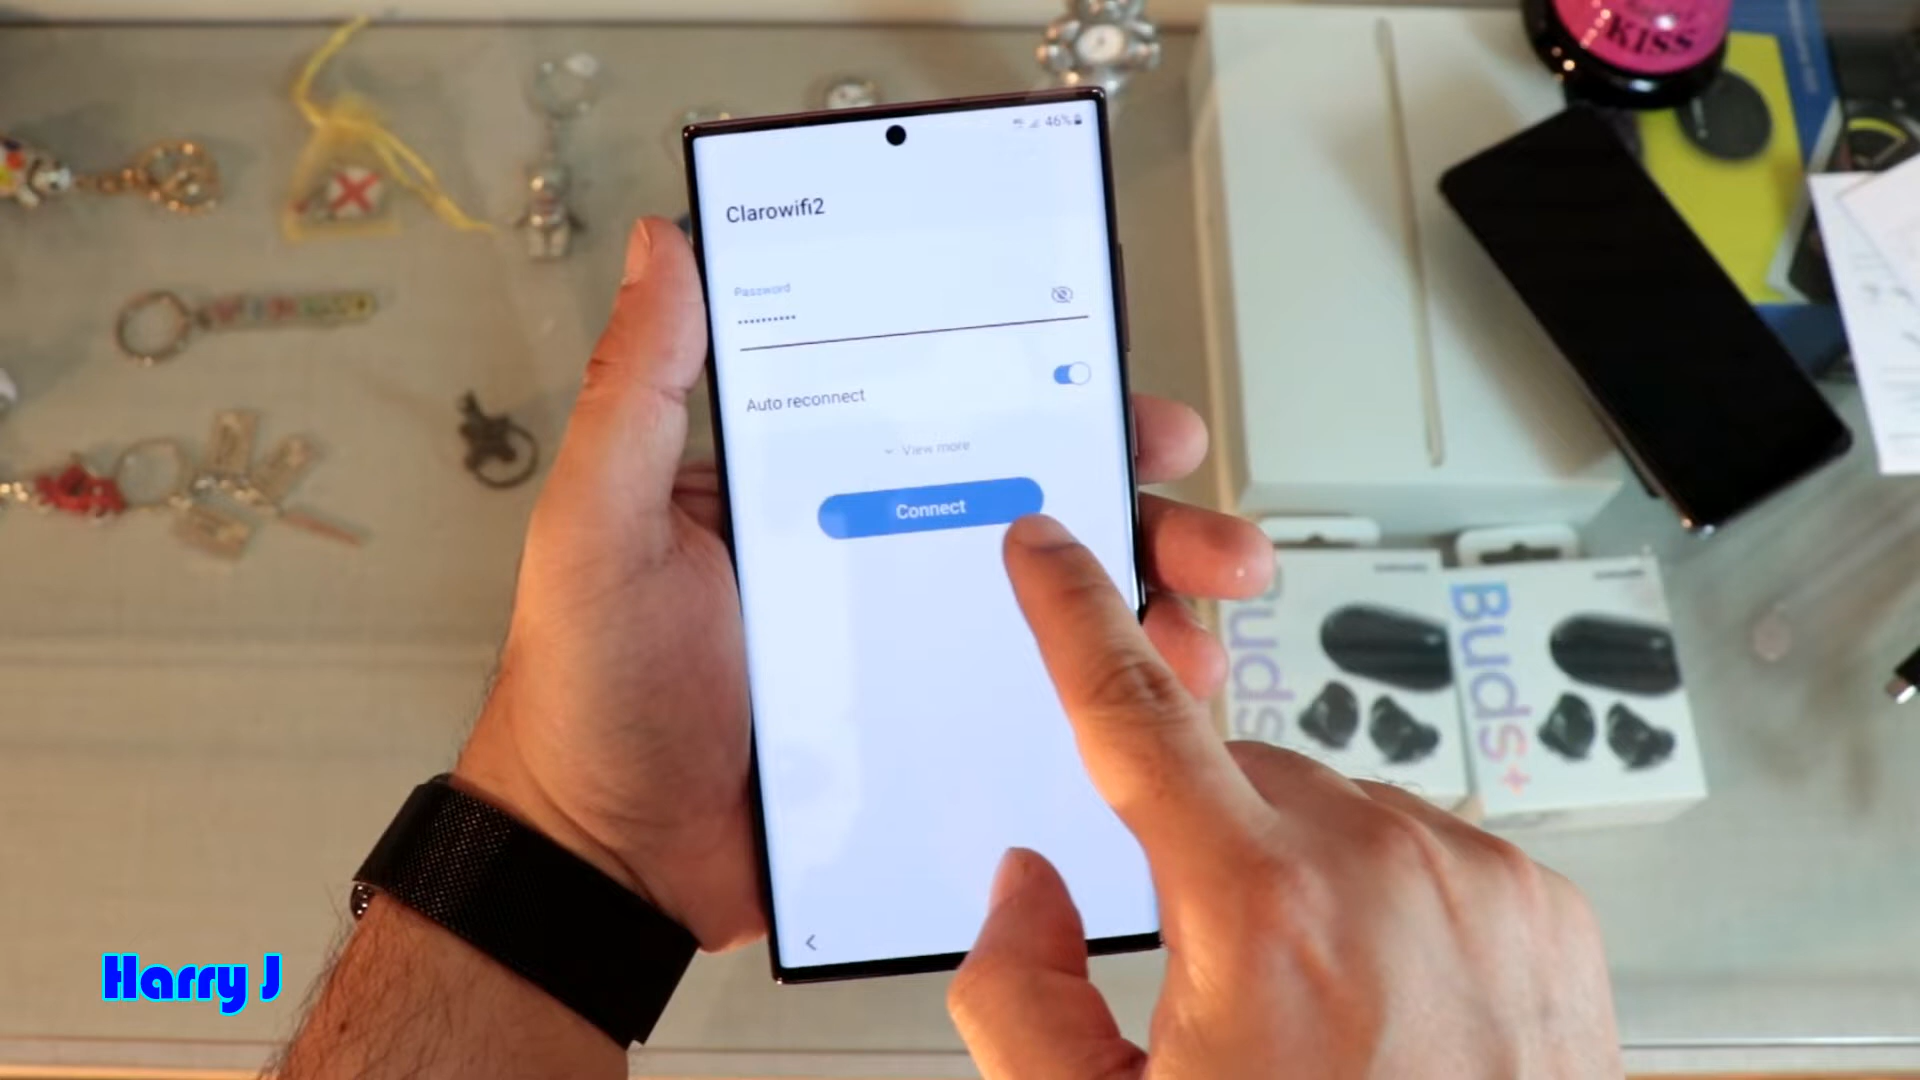 KISS
46%
Clarowifi2
Password
••••••••••
Auto reconnect
View more
Connect
Buds
Buds+
Harry J